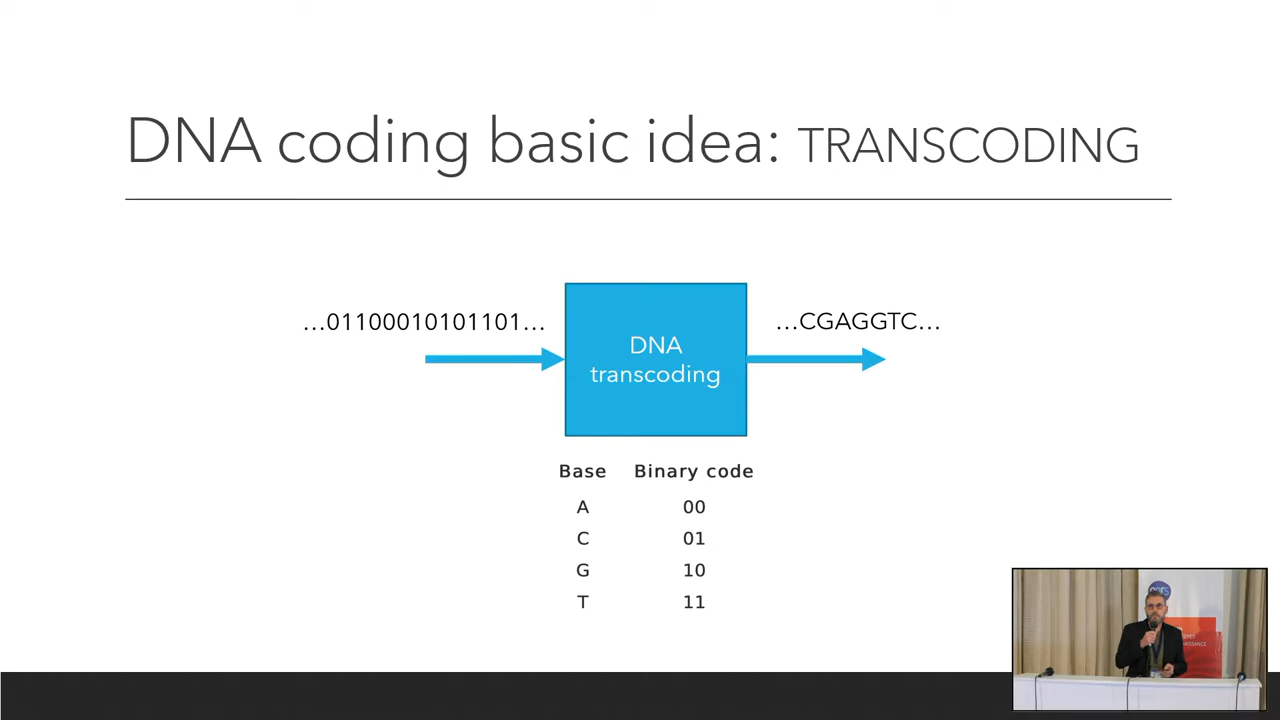 DNA coding basic idea: TRANSCODING
...01100010101101...
DNA
transcoding
...CGAGGTC...
Base Binary code
A 00
C 01
G 10
T 11